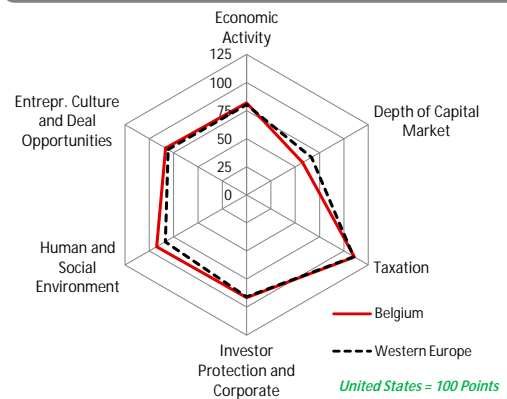 Economic
Activity
125
100
75
50
25
0
Depth of Capital
Market
Taxation
Investor
Protection and
Corporate
Human and
Social
Environment
Entrepr. Culture
and Deal
Opportunities
Belgium
Western Europe
United States = 100 Points